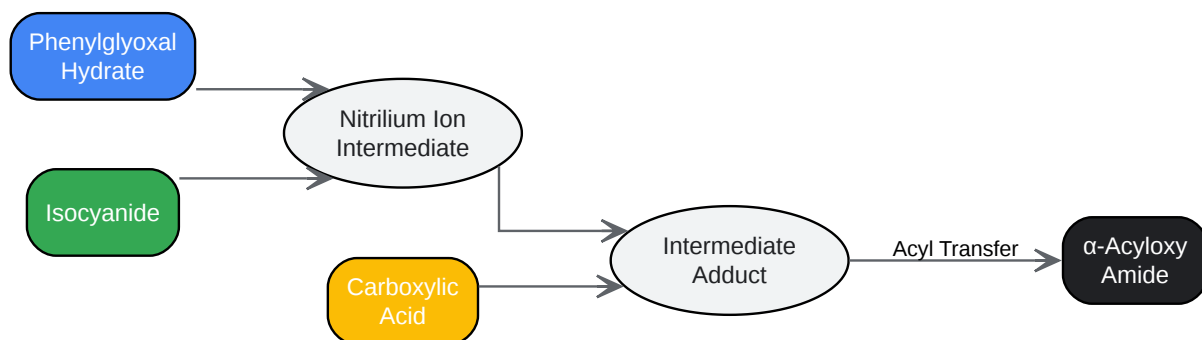 Phenylglyoxal
Hydrate
Isocyanide
Nitrilium Ion
Intermediate
Carboxylic
Acid
Intermediate
Adduct
Acyl Transfer
α-Acyloxy
Amide